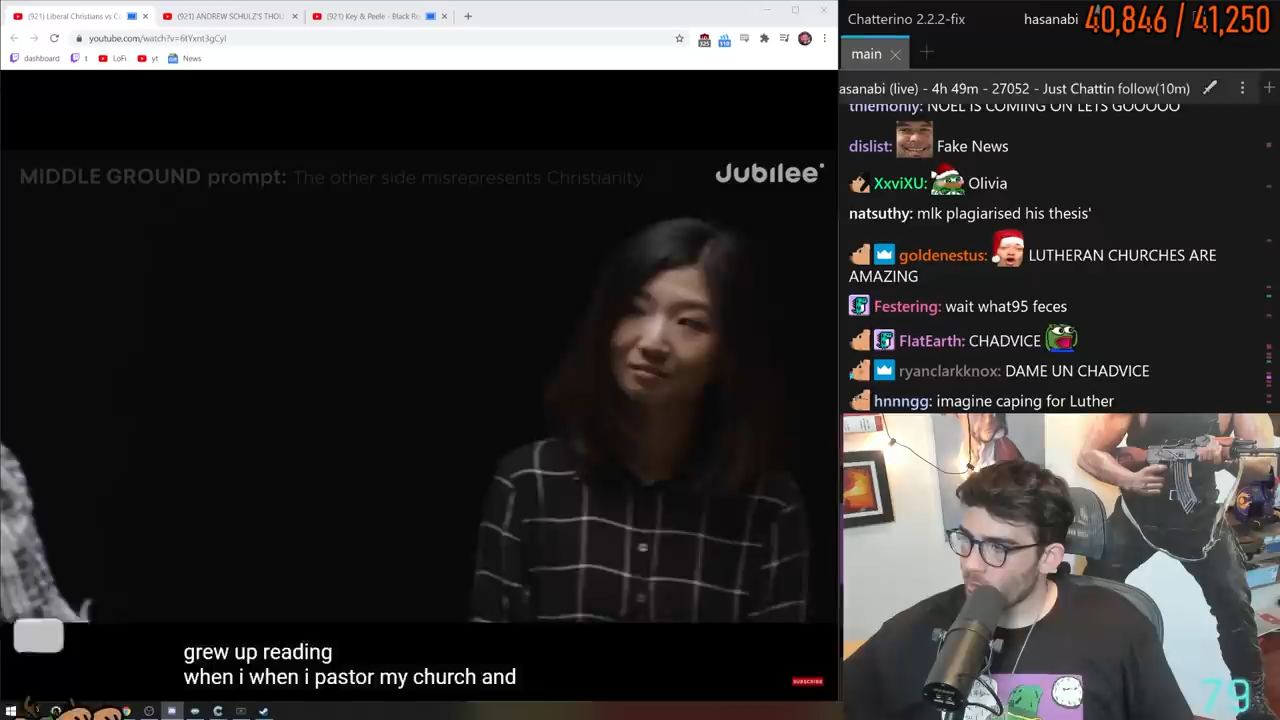 (921) Liberal Christians vs C
(921) ANDREW SCHULZ'S THOU
(921) Key & Peele - Black Re
youtube.com/watch?v=6tYxnt3gCyI
325
110
dashboard
t
LoFi
yt
News
MIDDLE GROUND prompt: The other side misrepresents Christianity
Jubilee
grew up reading
when i when i pastor my church and
SUBSCRIBE
Chatterino 2.2.2-fix
hasanabi
40,846 / 41,250
main
asanabi (live) - 4h 49m - 27052 - Just Chattin follow(10m)
thiemonly: NOEL IS COMING ON LETS GOOOOO
dislist: Fake News
XxviXU: Olivia
natsuthy: mlk plagiarised his thesis'
goldenestus: LUTHERAN CHURCHES ARE
AMAZING
Festering: wait what95 feces
FlatEarth: CHADVICE
ryanclarkknox: DAME UN CHADVICE
hnnngg: imagine caping for Luther
79